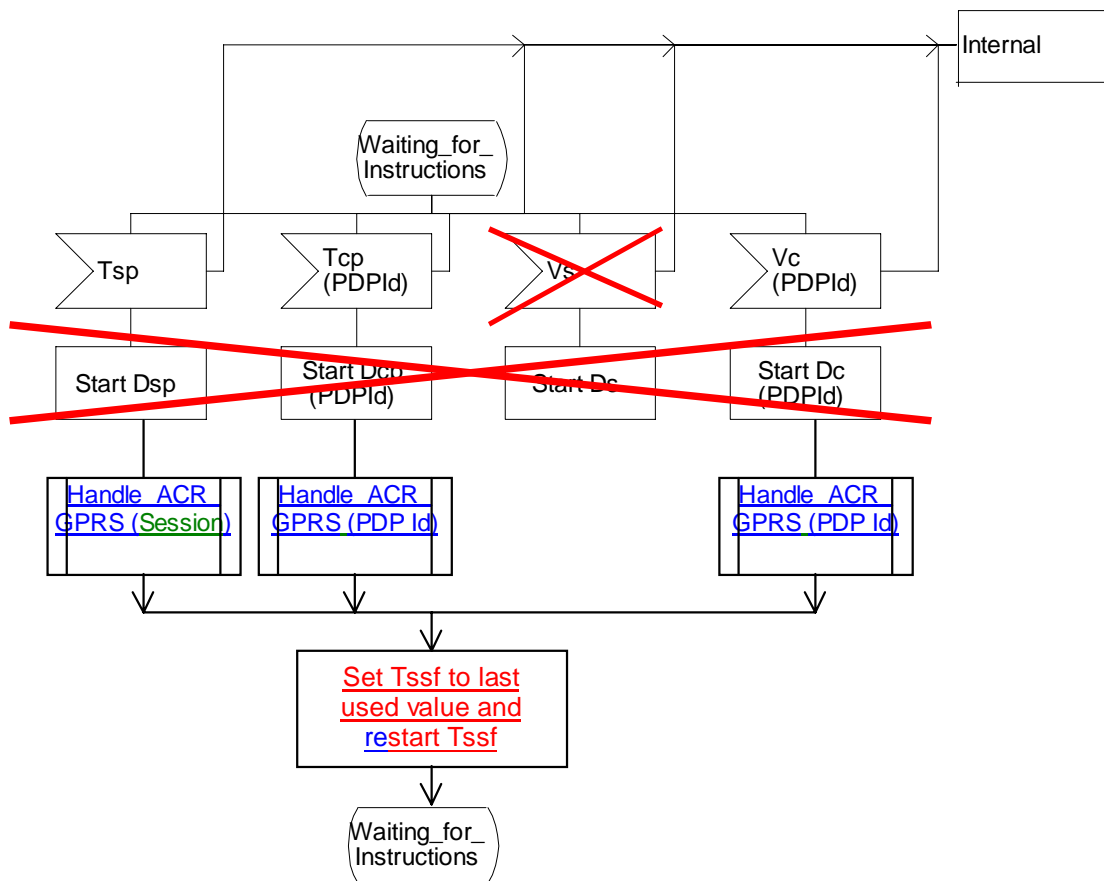 Internal
Waiting_for_
Instructions
Tsp
Tcp
(PDPId)
Vs
Vc
(PDPId)
Start Dsp
Start Dcp
(PDPId)
Start Ds
Start Dc
(PDPId)
Handle_ACR_
GPRS (Session)
Handle_ACR_
GPRS (PDP Id)
Handle_ACR_
GPRS (PDP Id)
Set Tssf to last
used value and
restart Tssf
Waiting_for_
Instructions